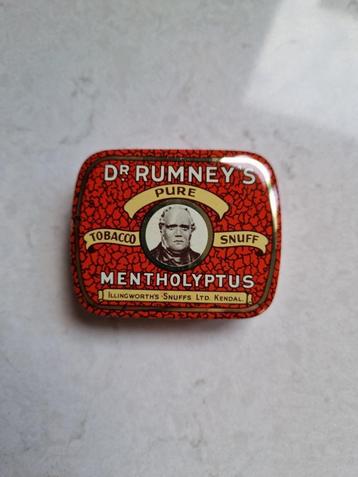 DR RUMNEY'S
PURE
TOBACCO SNUFF
MENTHOLYPTUS
ILLINGWORTH'S SNUFFS LTD. KENDAL.